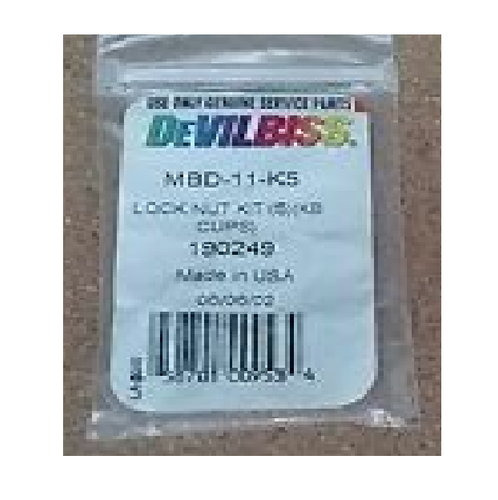 USE ONLY GENUINE SERVICE PARTS
DEVILBISS.
MBD-11-K5
LOCK NUT KIT (5) (KB
CUPS)
190249
Made in USA